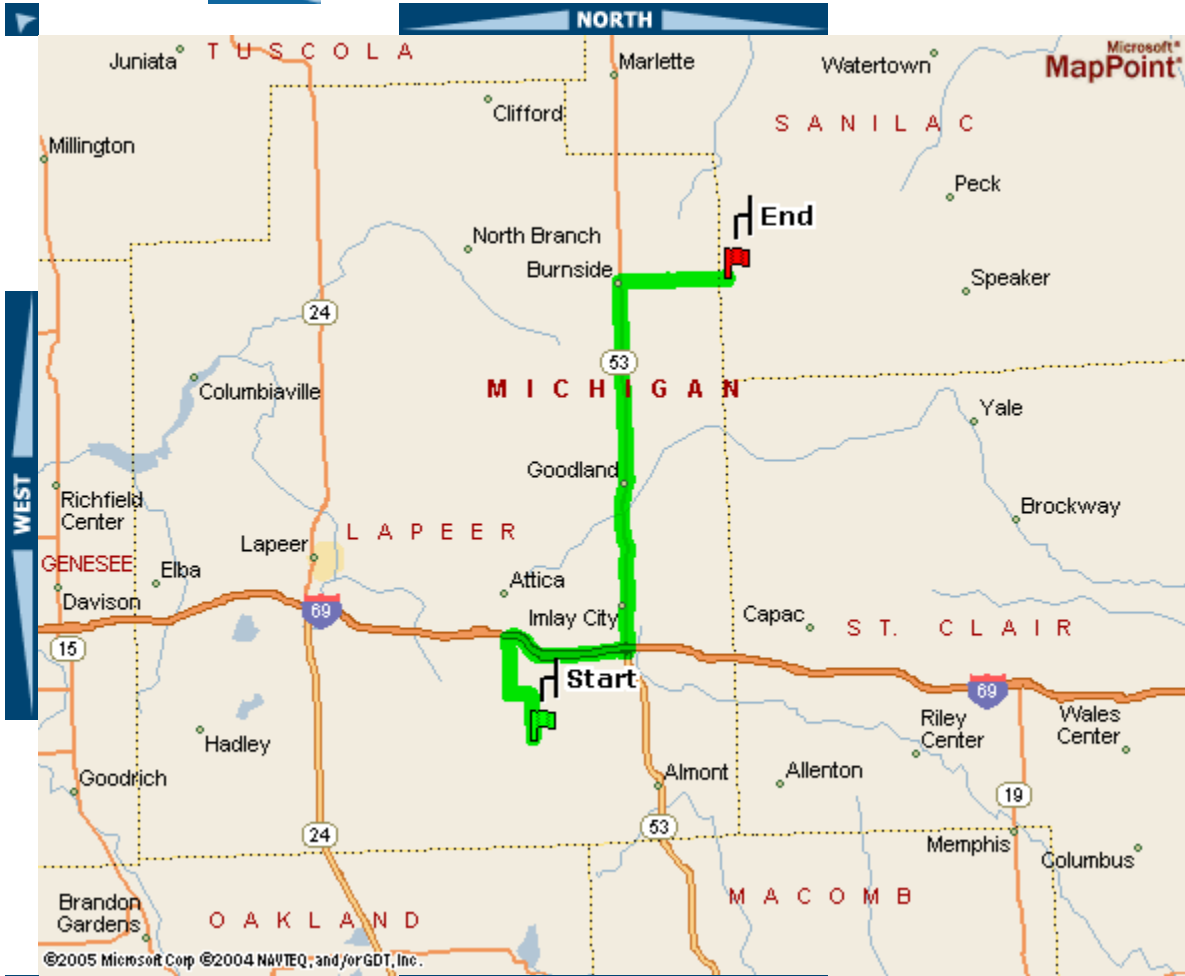 NORTH
Juniata
TUSCOLA
Marlette
Watertown
Microsoft®
MapPoint®
Clifford
SANILAC
Millington
Peck
End
North Branch
Burnside
Speaker
24
53
MICHIGAN
Columbiaville
Yale
Goodland
WEST
Richfield
Center
Brockway
LAPEER
Lapeer
GENESEE
Elba
Attica
Davison
69
Imlay City
Capac
ST. CLAIR
15
Start
69
Riley
Center
Wales
Center
Hadley
Goodrich
Almont
Allenton
19
24
53
Memphis
Columbus
Brandon
Gardens
OAKLAND
MACOMB
©2005 Microsoft Corp ©2004 NAVTEQ, and/or GDT, Inc.